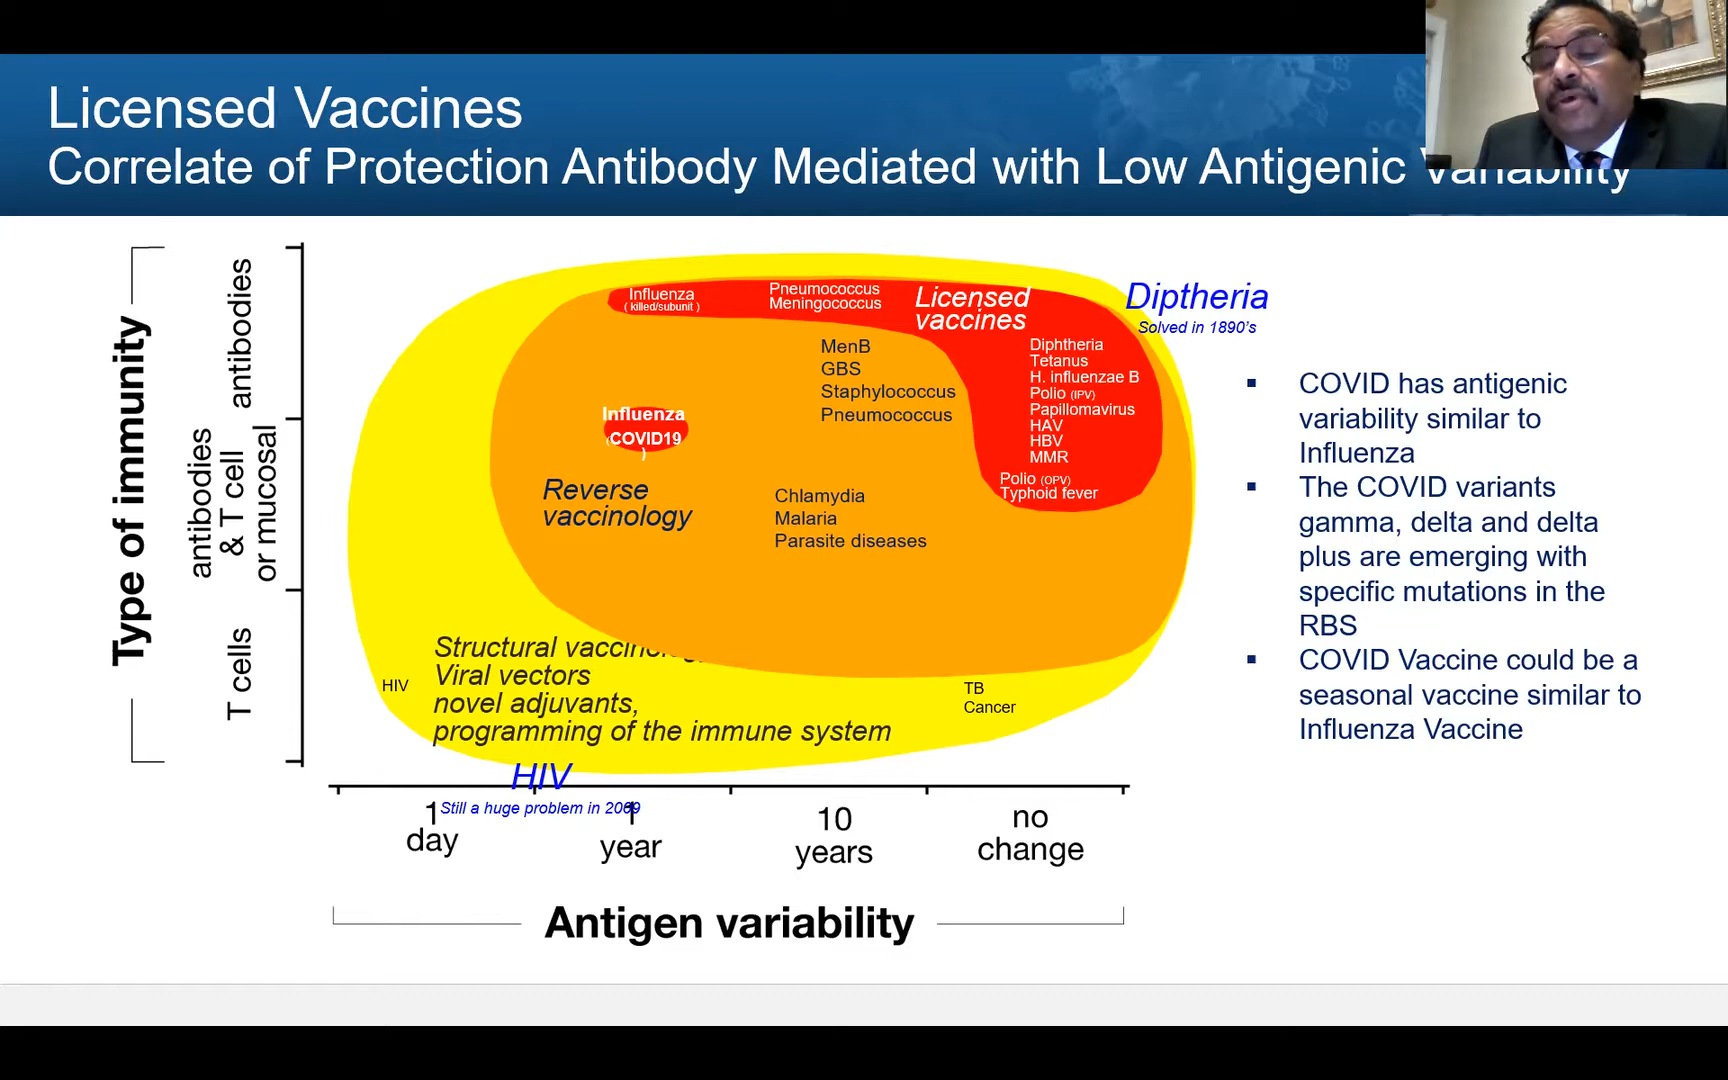 Licensed Vaccines
Correlate of Protection Antibody Mediated with Low Antigenic Variability
Type of immunity
antibodies
antibodies
& T cell
or mucosal
T cells
Influenza
( killed/subunit )
Pneumococcus
Meningococcus
Licensed
vaccines
Diptheria
Solved in 1890's
MenB
GBS
Staphylococcus
Pneumococcus
Diphtheria
Tetanus
H. influenzae B
Polio (IPV)
Papillomavirus
HAV
HBV
MMR
Polio (OPV)
Typhoid fever
Influenza
(COVID19
)
Reverse
vaccinology
Chlamydia
Malaria
Parasite diseases
Structural vaccinology
Viral vectors
novel adjuvants,
programming of the immune system
HIV
TB
Cancer
HIV
Still a huge problem in 2009
1
day
1
year
10
years
no
change
Antigen variability
▪ COVID has antigenic
variability similar to
Influenza
▪ The COVID variants
gamma, delta and delta
plus are emerging with
specific mutations in the
RBS
▪ COVID Vaccine could be a
seasonal vaccine similar to
Influenza Vaccine